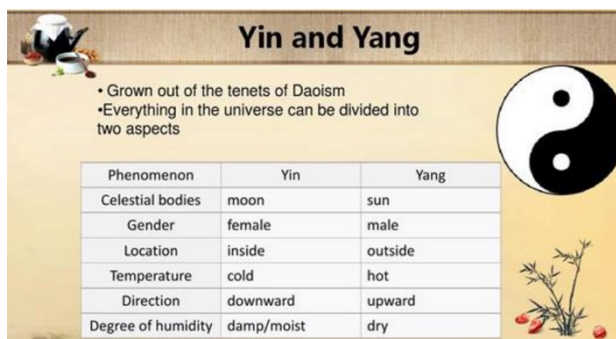 Yin and Yang
• Grown out of the tenets of Daoism
•Everything in the universe can be divided into
two aspects
Phenomenon Yin Yang
Celestial bodies moon sun
Gender female male
Location inside outside
Temperature cold hot
Direction downward upward
Degree of humidity damp/moist dry